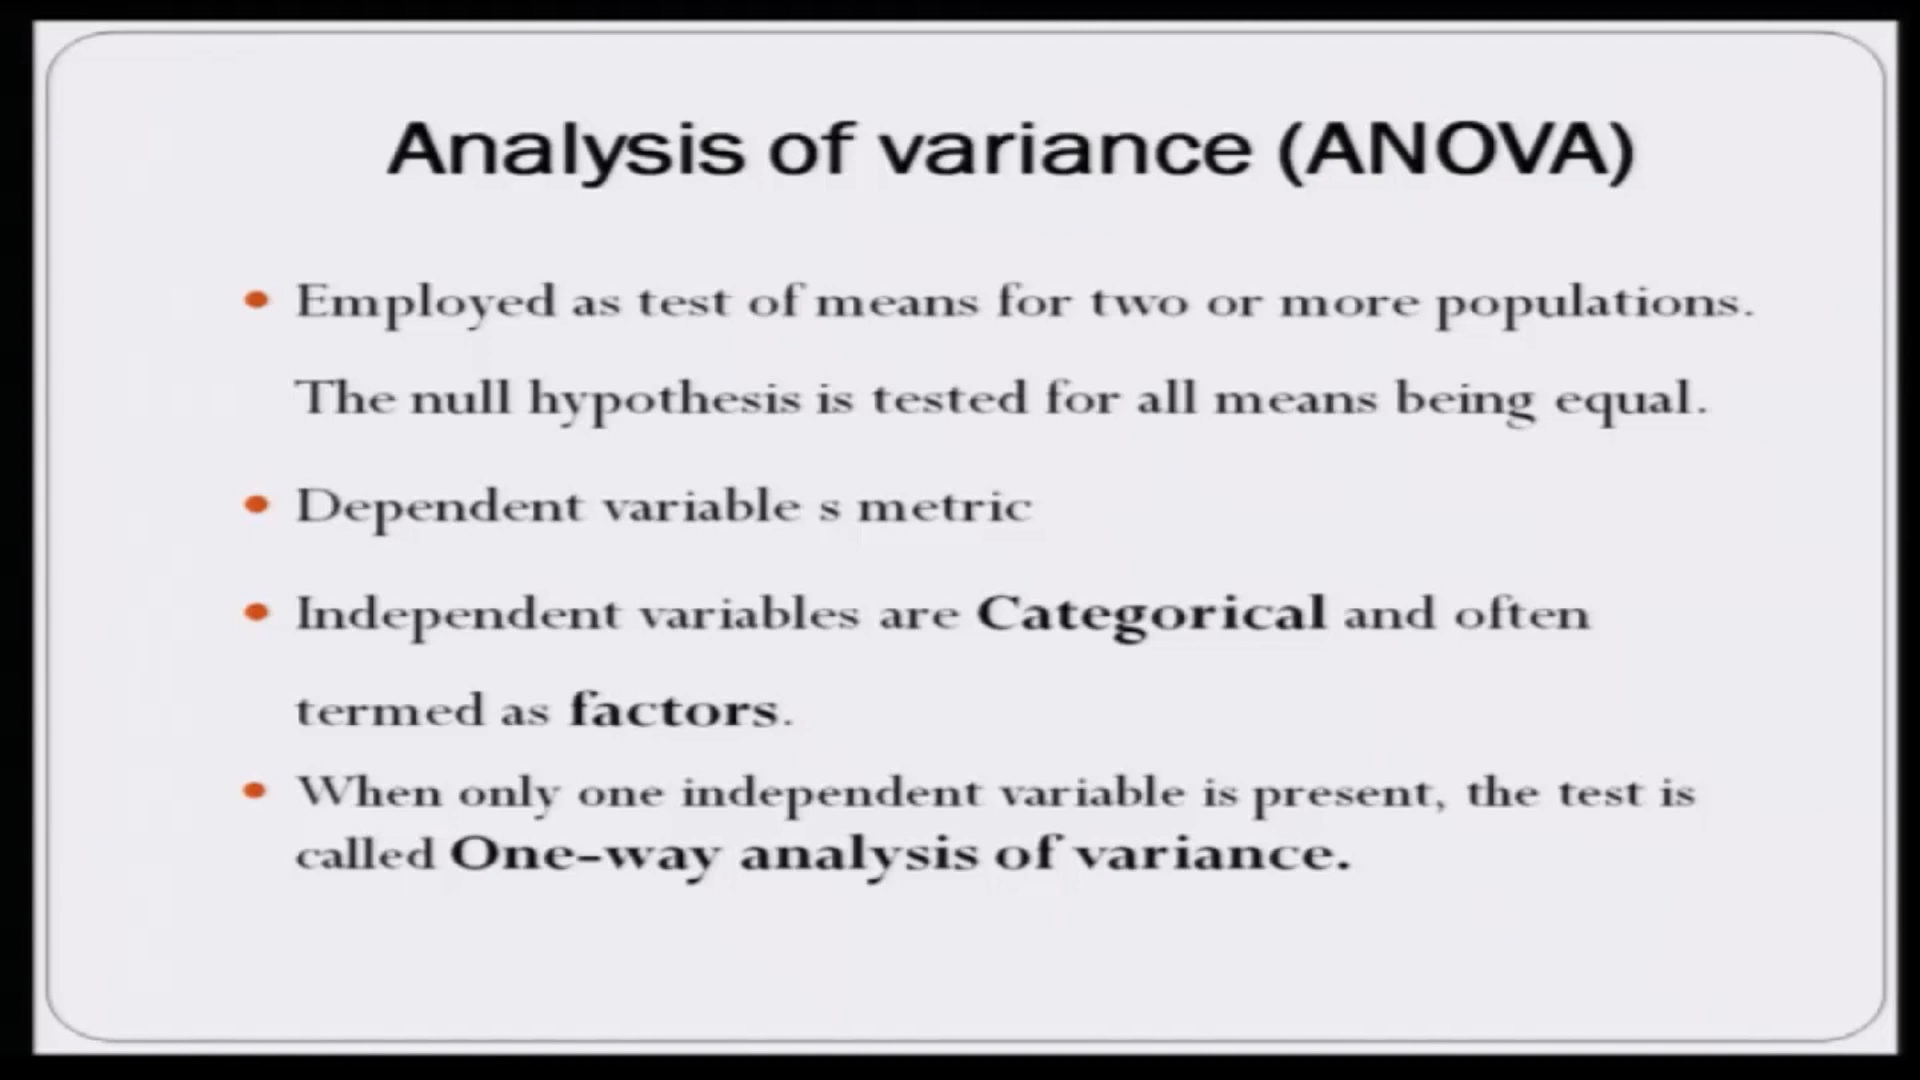 Analysis of variance (ANOVA)
• Employed as test of means for two or more populations.
The null hypothesis is tested for all means being equal.
• Dependent variable s metric
• Independent variables are Categorical and often
termed as factors.
• When only one independent variable is present, the test is
called One-way analysis of variance.